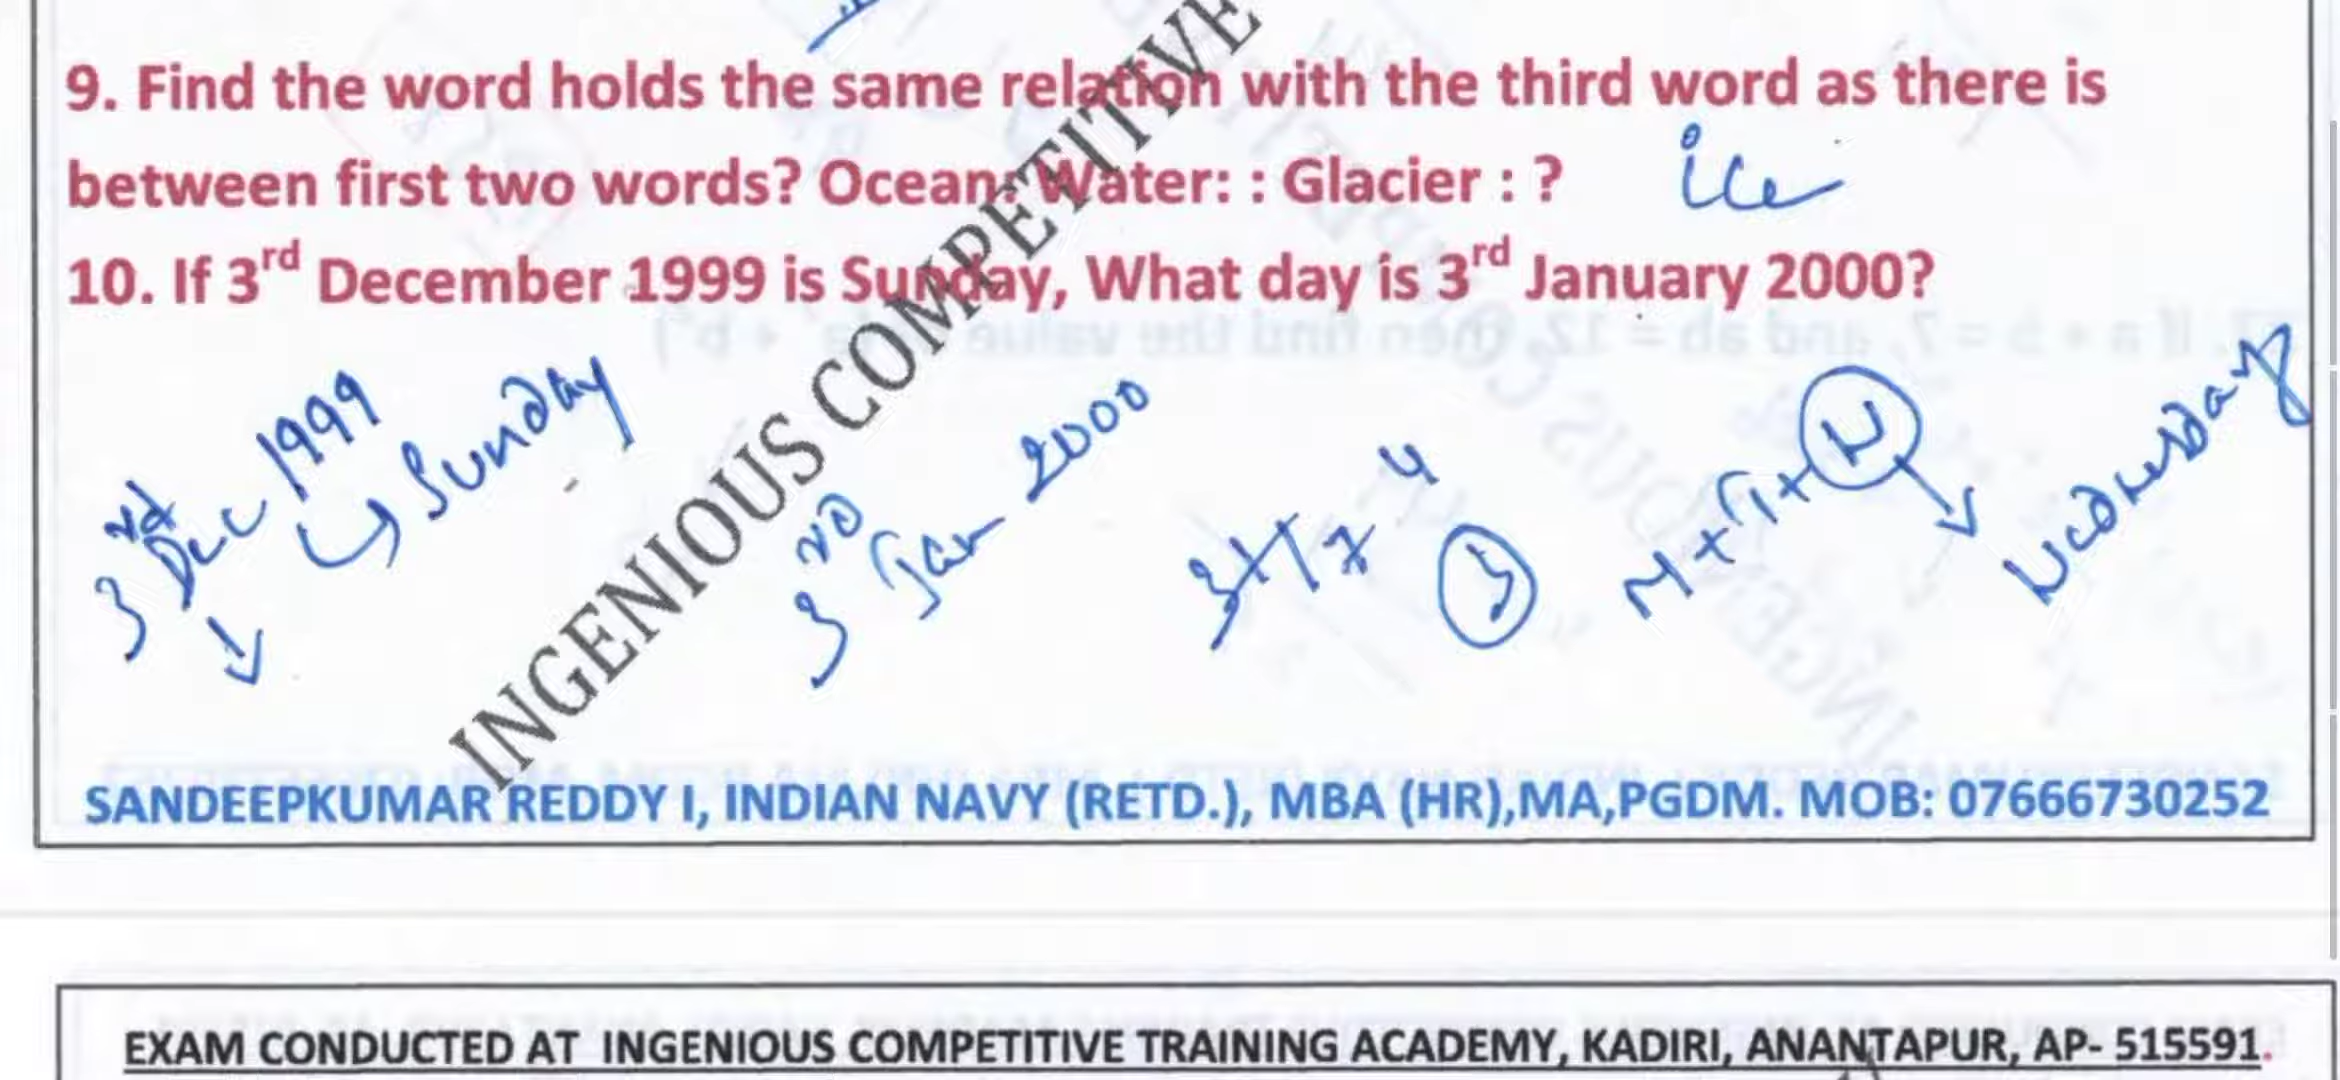 9. Find the word holds the same relation with the third word as there is
between first two words? Ocean: Water: : Glacier : ? ice
10. If 3rd December 1999 is Sunday, What day is 3rd January 2000?
3rd Dec 1999
Sunday
3rd Jan 2000
31/7 4
3
M+T+W
Wednesday
INGENIOUS COMPETITIVE
SANDEEPKUMAR REDDY I, INDIAN NAVY (RETD.), MBA (HR),MA,PGDM. MOB: 07666730252
EXAM CONDUCTED AT INGENIOUS COMPETITIVE TRAINING ACADEMY, KADIRI, ANANTAPUR, AP- 515591.